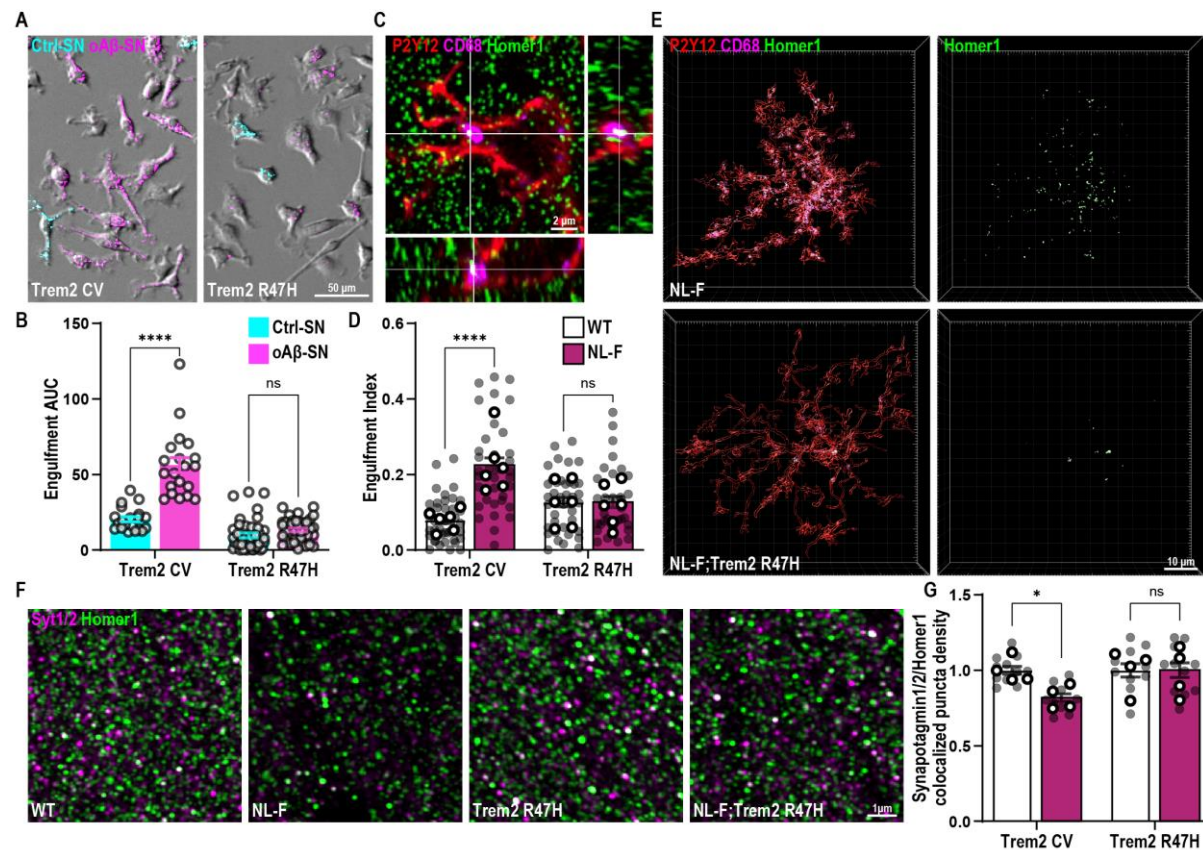 A
Ctrl-SN oAβ-SN
Trem2 CV
Trem2 R47H
50 µm
B
Engulfment AUC
150
100
50
0
****
ns
Ctrl-SN
oAβ-SN
Trem2 CV
Trem2 R47H
C
P2Y12 CD68 Homer1
2 µm
D
Engulfment Index
0.6
0.4
0.2
0.0
****
ns
WT
NL-F
Trem2 CV
Trem2 R47H
E
P2Y12 CD68 Homer1
Homer1
NL-F
NL-F;Trem2 R47H
10 µm
F
Syt1/2 Homer1
WT
NL-F
Trem2 R47H
NL-F;Trem2 R47H
1µm
G
Synapotagmin1/2/Homer1
colocalized puncta density
1.5
1.0
0.5
0.0
*
ns
Trem2 CV
Trem2 R47H